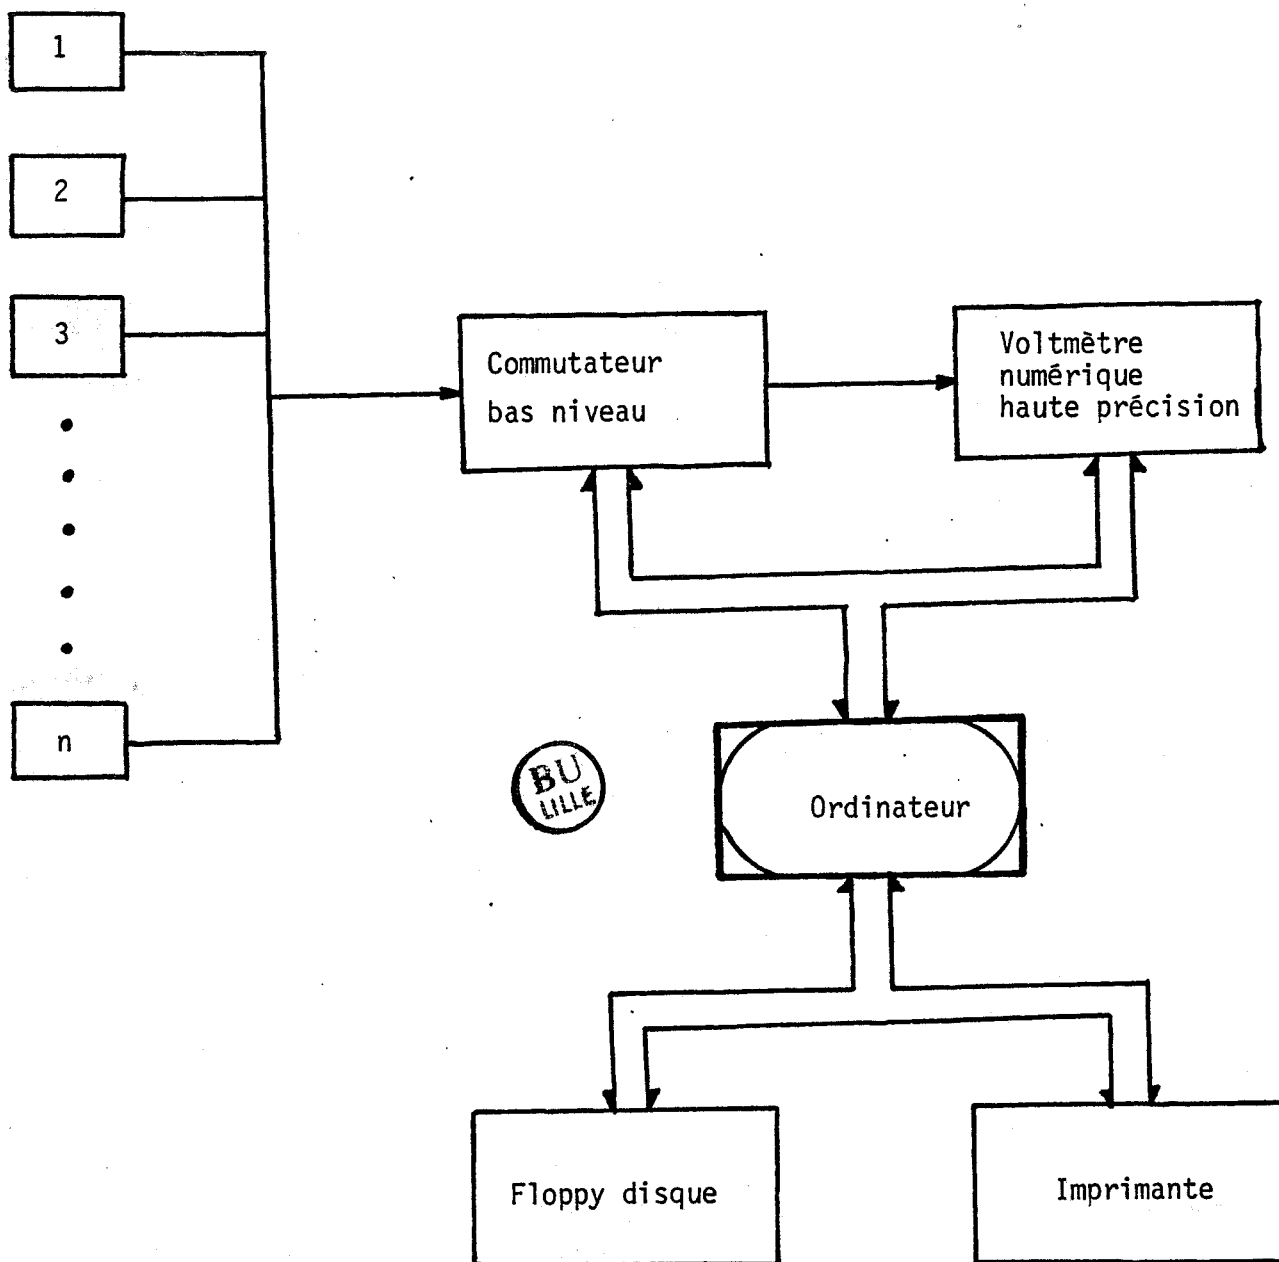 1
2
3
Commutateur
bas niveau
Voltmètre
numérique
haute précision
n
BU
LILLE
Ordinateur
Floppy disque
Imprimante